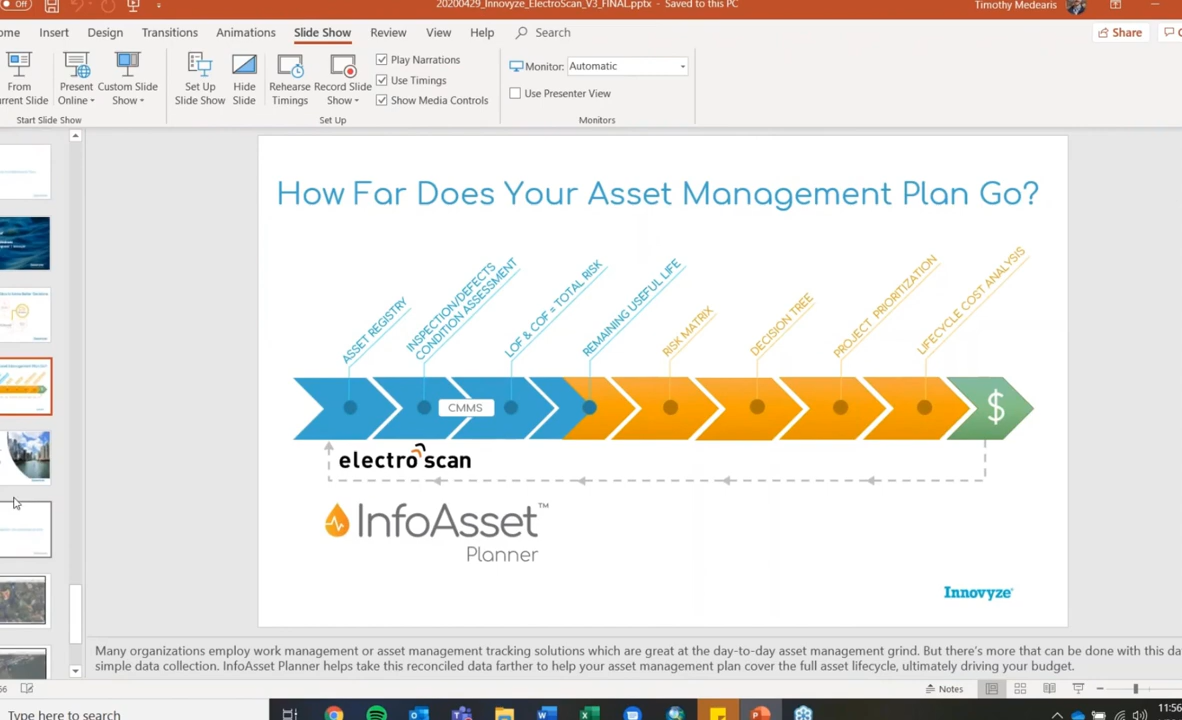 Off
20200429_Innovyze_ElectroScan_V3_FINAL.pptx - Saved to this PC
Timothy Medearis
ome Insert Design Transitions Animations Slide Show Review View Help Search
Share
From
rrent Slide
Present
Online
Custom Slide
Show
Set Up
Slide Show
Hide
Slide
Rehearse
Timings
Record Slide
Show
Play Narrations
Use Timings
Show Media Controls
Monitor: Automatic
Use Presenter View
Start Slide Show
Set Up
Monitors
How Far Does Your Asset Management Plan Go?
ASSET REGISTRY
INSPECTION/DEFECTS
CONDITION ASSESSMENT
LOF & COF = TOTAL RISK
REMAINING USEFUL LIFE
RISK MATRIX
DECISION TREE
PROJECT PRIORITIZATION
LIFECYCLE COST ANALYSIS
CMMS
$
electro scan
InfoAsset™
Planner
Innovyze
Many organizations employ work management or asset management tracking solutions which are great at the day-to-day asset management grind. But there's more that can be done with this da
simple data collection. InfoAsset Planner helps take this reconciled data farther to help your asset management plan cover the full asset lifecycle, ultimately driving your budget.
56
Notes
Type here to search
11:56